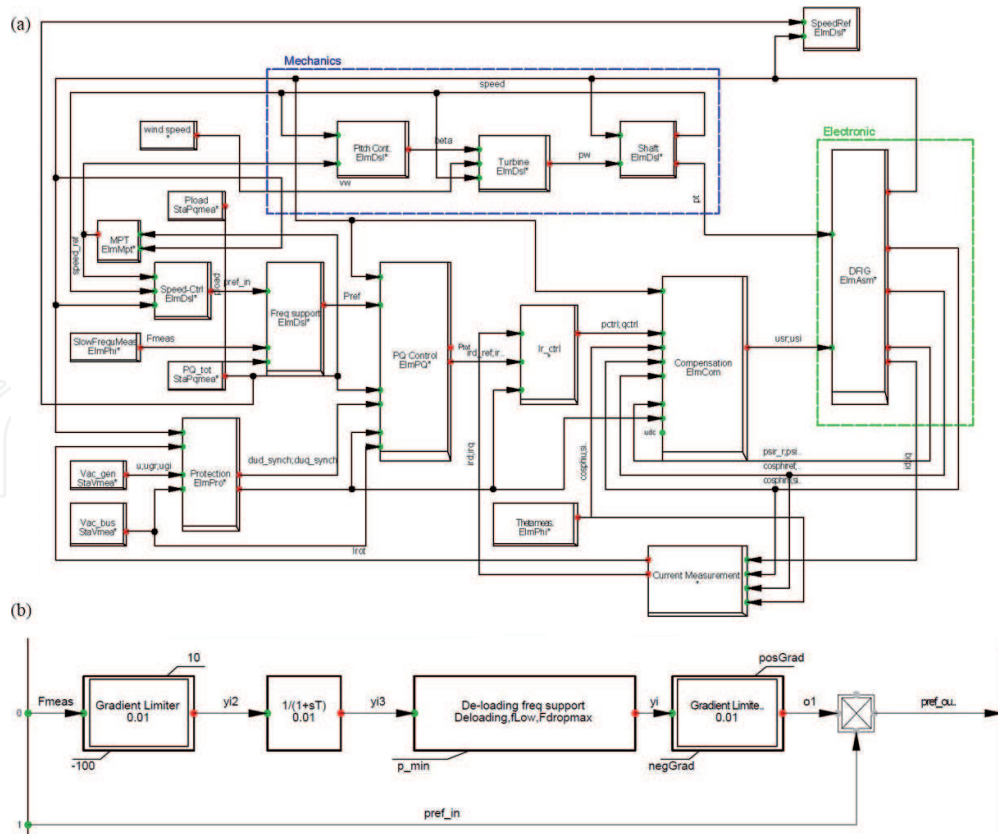 (a)
SpeedRef
ElmDsl*
Mechanics
speed
wind speed
*
Pitch Cont.
ElmDsl*
beta
Turbine
ElmDsl*
pw
Shaft
ElmDsl*
Electronic
vw
pt
Pload
StaPqmea*
MPT
ElmMpt*
speed_ref
Speed-Ctrl
ElmDsl*
pload
pref_in
Freq support
ElmDsl*
Pref
DFIG
ElmAsm*
SlowFrequMeas
ElmPhi*
Fmeas
PQ_tot
StaPqmea*
PQ Control
ElmPQ*
Ptot
ird_ref;ir..
Ir_ctrl
*
pctrl,qctrl
Compensation
ElmCom
usr;usi
udc
Protection
ElmPro*
dud_synch;duq_synch
ird;irq
cosphiu;si..
psir_r;psi..
cosphiref,..
cosphim;si..
Vac_gen
StaVmea*
u;ugr;ugi
Vac_bus
StaVmea*
Irot
Thetameas.
ElmPhi*
Current Measurement
*
(b)
10
posGrad
Fmeas
Gradient Limiter
0.01
yi2
1/(1+sT)
0.01
yi3
De-loading freq support
Deloading,fLow,Fdropmax
yi
Gradient Limite..
0.01
o1
pref_ou..
0
-100
p_min
negGrad
pref_in
1